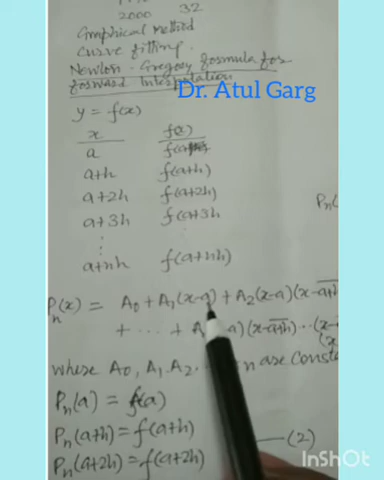 2000 32
Graphical Method
Curve fitting.
Newton-Gregory formula for
forward Interpolation
Dr. Atul Garg
y = f(x)
x f(x)
a
a+h f(a+h)
a+2h f(a+2h)
a+3h f(a+3h
⋮
a+nh f(a+nh)
Pn(x) = A0 + A1(x-a) + A2(x-a)(x-a+h
+ ... + a)(x-a+h)..(x-
where A0, A1 A2, n are Const
Pn(a) = f(a)
Pn(a+h) = f(a+h)
Pn(a+2h) = f(a+2h) —(2)
InShOt